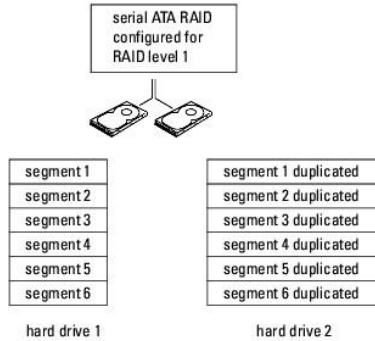 serial ATA RAID
configured for
RAID level 1
segment 1
segment 2
segment 3
segment 4
segment 5
segment 6
hard drive 1
segment 1 duplicated
segment 2 duplicated
segment 3 duplicated
segment 4 duplicated
segment 5 duplicated
segment 6 duplicated
hard drive 2